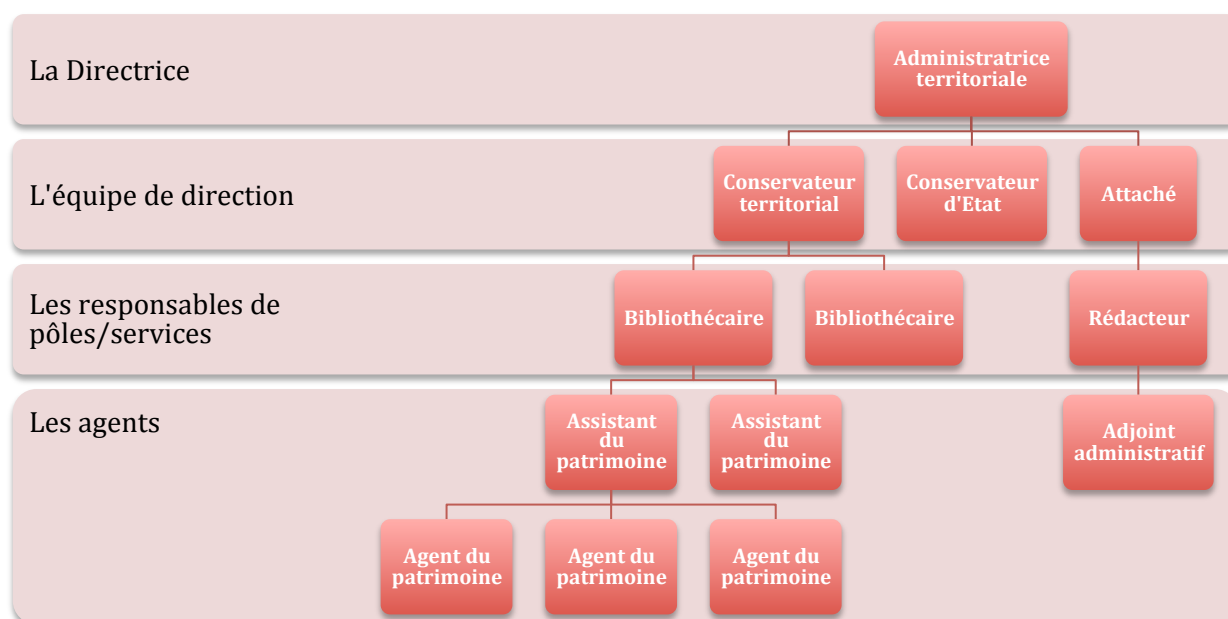 La Directrice
Administratrice
territoriale
L'équipe de direction
Conservateur
territorial
Conservateur
d'Etat
Attaché
Les responsables de
pôles/services
Bibliothécaire
Bibliothécaire
Rédacteur
Les agents
Assistant
du
patrimoine
Assistant
du
patrimoine
Adjoint
administratif
Agent du
patrimoine
Agent du
patrimoine
Agent du
patrimoine